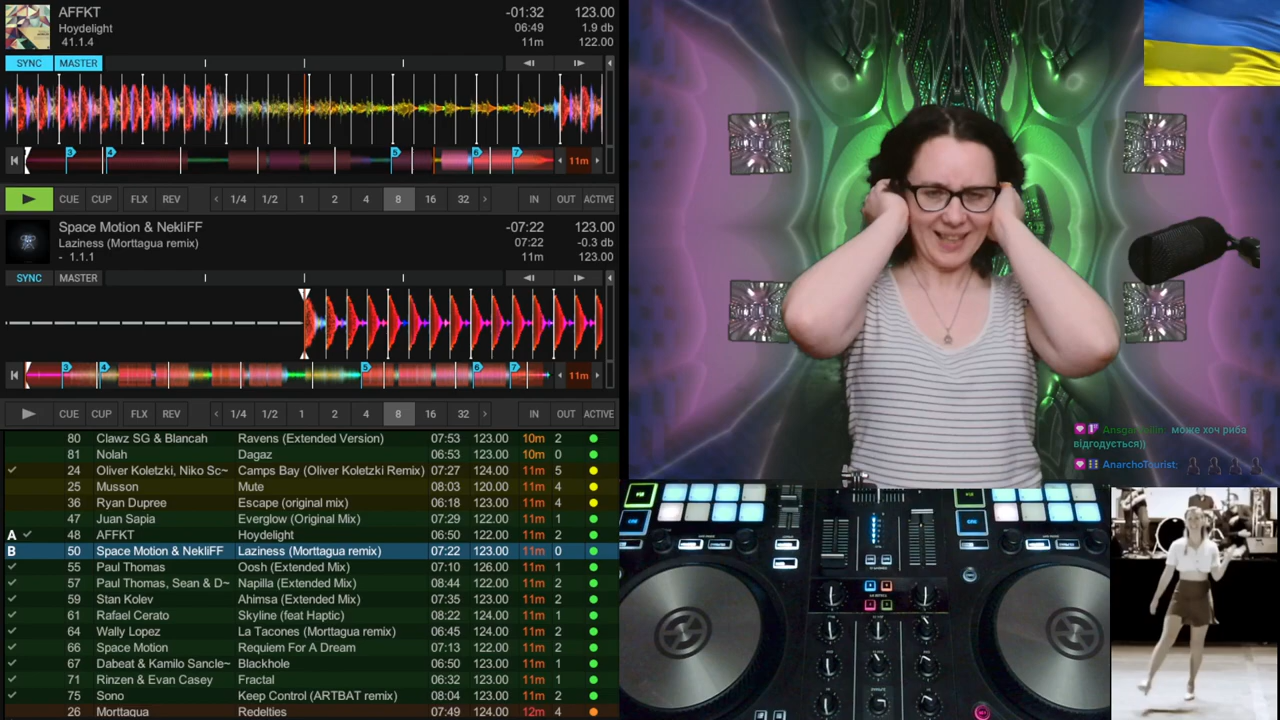 AFFKT -01:32 123.00
Hoydelight 06:49 1.9 db
41.1.4 11m 122.00
SYNC MASTER
3 4 5 6 7 11m
CUE CUP FLX REV 1/4 1/2 1 2 4 8 16 32 IN OUT ACTIVE
Space Motion & NekliFF -07:22 123.00
Laziness (Morttagua remix) 07:22 -0.3 db
- 1.1.1 11m 123.00
SYNC MASTER
3 4 5 6 7 11m
CUE CUP FLX REV 1/4 1/2 1 2 4 8 16 32 IN OUT ACTIVE
80 Clawz SG & Blancah Ravens (Extended Version) 07:53 123.00 10m 2
81 Nolah Dagaz 06:53 123.00 10m 0
24 Oliver Koletzki, Niko Sc~ Camps Bay (Oliver Koletzki Remix) 07:27 124.00 11m 5
25 Musson Mute 08:03 120.00 11m 4
36 Ryan Dupree Escape (original mix) 06:18 123.00 11m 4
47 Juan Sapia Everglow (Original Mix) 07:29 122.00 11m 1
A 48 AFFKT Hoydelight 06:50 122.00 11m 2
B 50 Space Motion & NekliFF Laziness (Morttagua remix) 07:22 123.00 11m 0
55 Paul Thomas Oosh (Extended Mix) 07:10 126.00 11m 1
57 Paul Thomas, Sean & D~ Napilla (Extended Mix) 08:44 122.00 11m 2
59 Stan Kolev Ahimsa (Extended Mix) 07:35 122.00 11m 1
61 Rafael Cerato Skyline (feat Haptic) 08:22 124.00 11m 1
64 Wally Lopez La Tacones (Morttagua remix) 06:45 123.00 11m 2
66 Space Motion Requiem For A Dream 07:13 122.00 11m 2
67 Dabeat & Kamilo Sancle~ Blackhole 06:50 123.00 11m 1
71 Rinzen & Evan Casey Fractal 06:32 123.00 11m 1
75 Sono Keep Control (ARTBAT remix) 08:04 123.00 11m 2
26 Morttagua Redelties 07:49 124.00 12m 4
може хоч риба
відгодується))
AnarchoTourist: